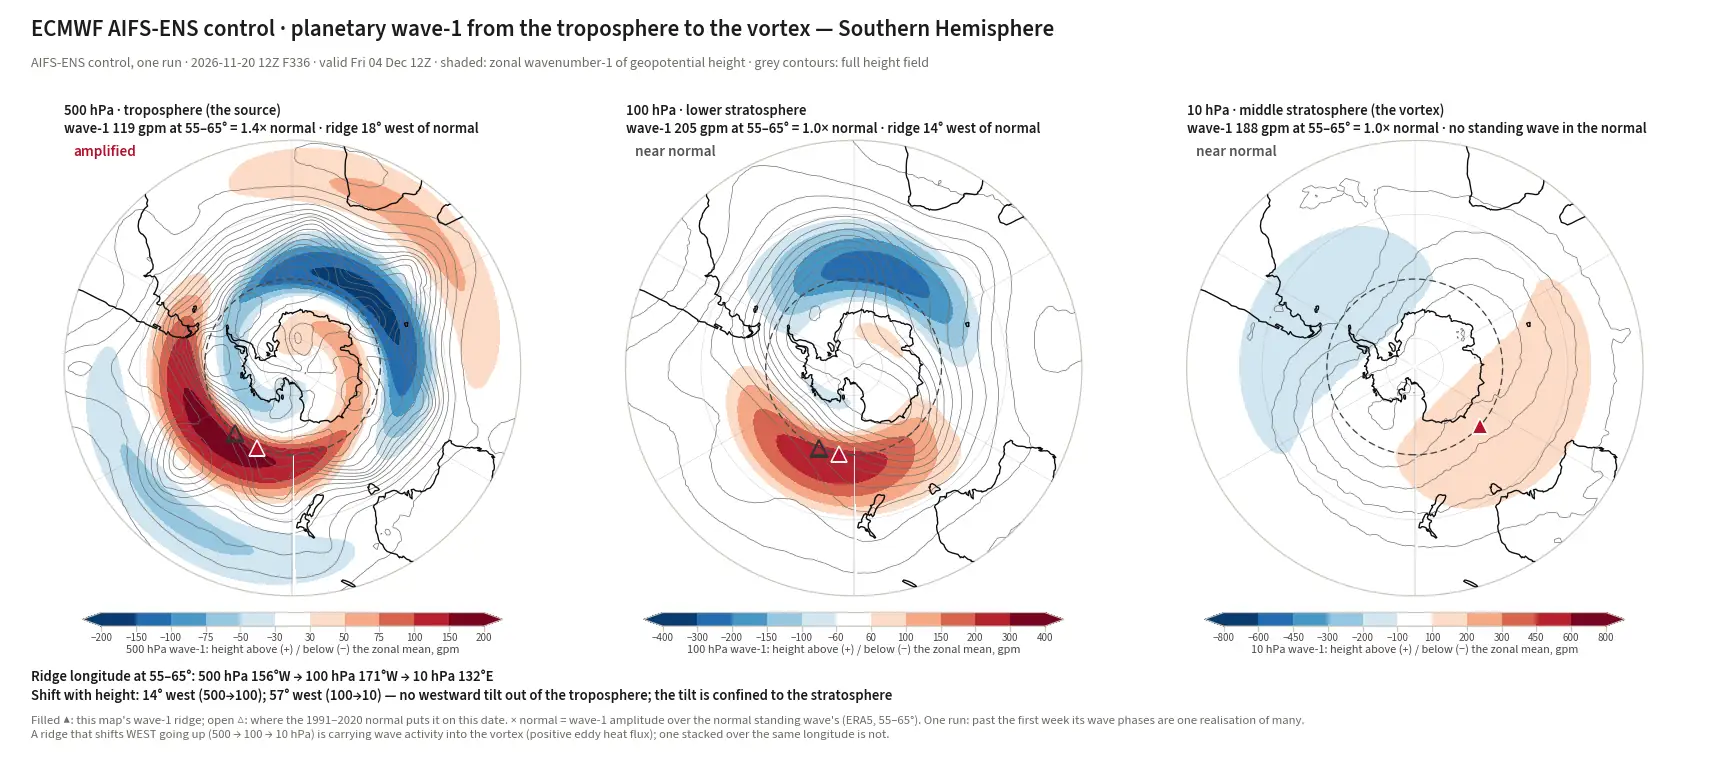 ECMWF AIFS-ENS control · planetary wave-1 from the troposphere to the vortex — Southern Hemisphere
AIFS-ENS control, one run · 2026-11-20 12Z F336 · valid Fri 04 Dec 12Z · shaded: zonal wavenumber-1 of geopotential height · grey contours: full height field
500 hPa · troposphere (the source)
wave-1 119 gpm at 55–65° = 1.4× normal · ridge 18° west of normal
amplified
100 hPa · lower stratosphere
wave-1 205 gpm at 55–65° = 1.0× normal · ridge 14° west of normal
near normal
10 hPa · middle stratosphere (the vortex)
wave-1 188 gpm at 55–65° = 1.0× normal · no standing wave in the normal
near normal
−200 −150 −100 −75 −50 −30 30 50 75 100 150 200
500 hPa wave-1: height above (+) / below (−) the zonal mean, gpm
−400 −300 −200 −150 −100 −60 60 100 150 200 300 400
100 hPa wave-1: height above (+) / below (−) the zonal mean, gpm
−800 −600 −450 −300 −200 −100 100 200 300 450 600 800
10 hPa wave-1: height above (+) / below (−) the zonal mean, gpm
Ridge longitude at 55–65°: 500 hPa 156°W → 100 hPa 171°W → 10 hPa 132°E
Shift with height: 14° west (500→100); 57° west (100→10) — no westward tilt out of the troposphere; the tilt is confined to the stratosphere
Filled ▲: this map's wave-1 ridge; open △: where the 1991–2020 normal puts it on this date. × normal = wave-1 amplitude over the normal standing wave's (ERA5, 55–65°). One run: past the first week its wave phases are one realisation of many.
A ridge that shifts WEST going up (500 → 100 → 10 hPa) is carrying wave activity into the vortex (positive eddy heat flux); one stacked over the same longitude is not.